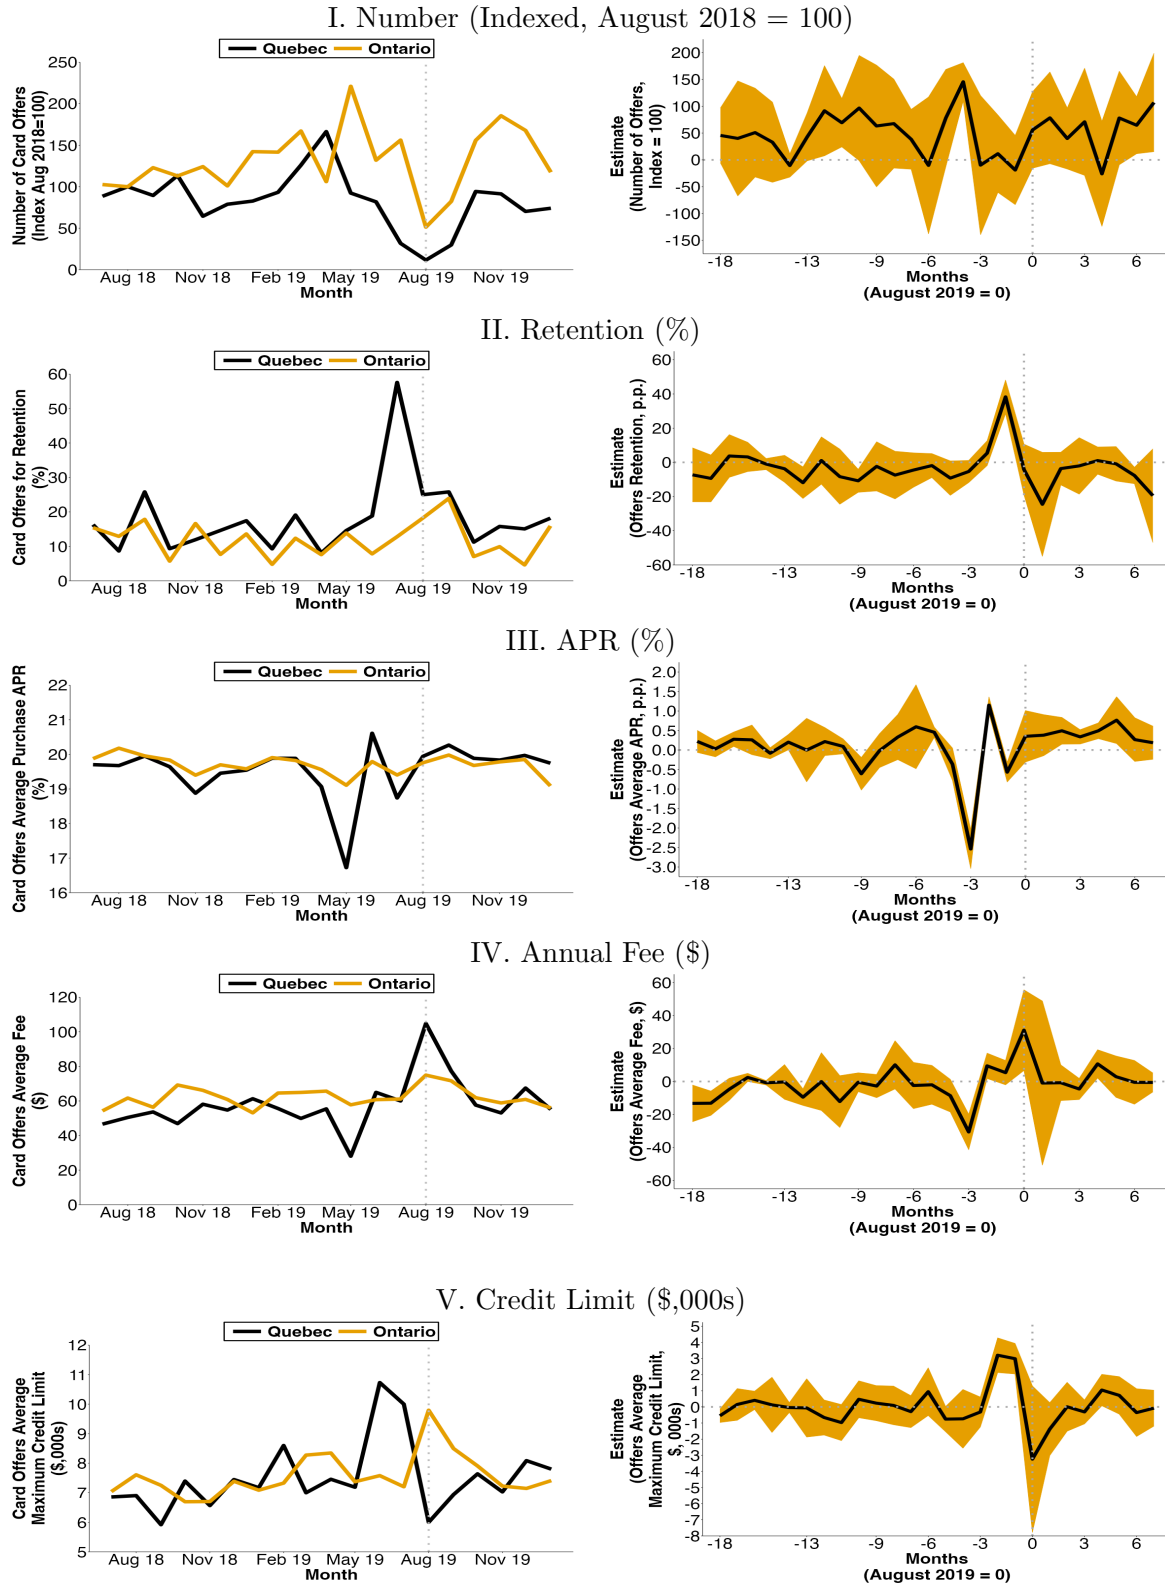 I. Number (Indexed, August 2018 = 100)
Quebec Ontario
Number of Card Offers
(Index Aug 2018=100)
250
200
150
100
50
0
Aug 18 Nov 18 Feb 19 May 19 Aug 19 Nov 19
Month
Estimate
(Number of Offers,
Index = 100)
200
150
100
50
0
-50
-100
-150
-18 -13 -9 -6 -3 0 3 6
Months
(August 2019 = 0)
II. Retention (%)
Quebec Ontario
Card Offers for Retention
(%)
60
50
40
30
20
10
0
Aug 18 Nov 18 Feb 19 May 19 Aug 19 Nov 19
Month
Estimate
(Offers Retention, p.p.)
60
40
20
0
-20
-40
-60
-18 -13 -9 -6 -3 0 3 6
Months
(August 2019 = 0)
III. APR (%)
Quebec Ontario
Card Offers Average Purchase APR
(%)
22
21
20
19
18
17
16
Aug 18 Nov 18 Feb 19 May 19 Aug 19 Nov 19
Month
Estimate
(Offers Average APR, p.p.)
2.0
1.5
1.0
0.5
0.0
-0.5
-1.0
-1.5
-2.0
-2.5
-3.0
-18 -13 -9 -6 -3 0 3 6
Months
(August 2019 = 0)
IV. Annual Fee ($)
Quebec Ontario
Card Offers Average Fee
($)
120
100
80
60
40
20
0
Aug 18 Nov 18 Feb 19 May 19 Aug 19 Nov 19
Month
Estimate
(Offers Average Fee, $)
60
40
20
0
-20
-40
-60
-18 -13 -9 -6 -3 0 3 6
Months
(August 2019 = 0)
V. Credit Limit ($,000s)
Quebec Ontario
Card Offers Average
Maximum Credit Limit
($,000s)
12
11
10
9
8
7
6
5
Aug 18 Nov 18 Feb 19 May 19 Aug 19 Nov 19
Month
Estimate
(Offers Average
Maximum Credit Limit,
$, 000s)
5
4
3
2
1
0
-1
-2
-3
-4
-5
-6
-7
-8
-18 -13 -9 -6 -3 0 3 6
Months
(August 2019 = 0)